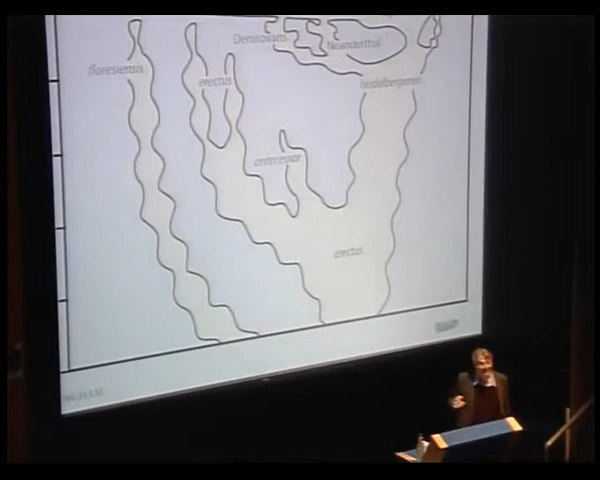 Denisovans
Neanderthal
floresiensis
erectus
heidelbergensis
antecessor
erectus